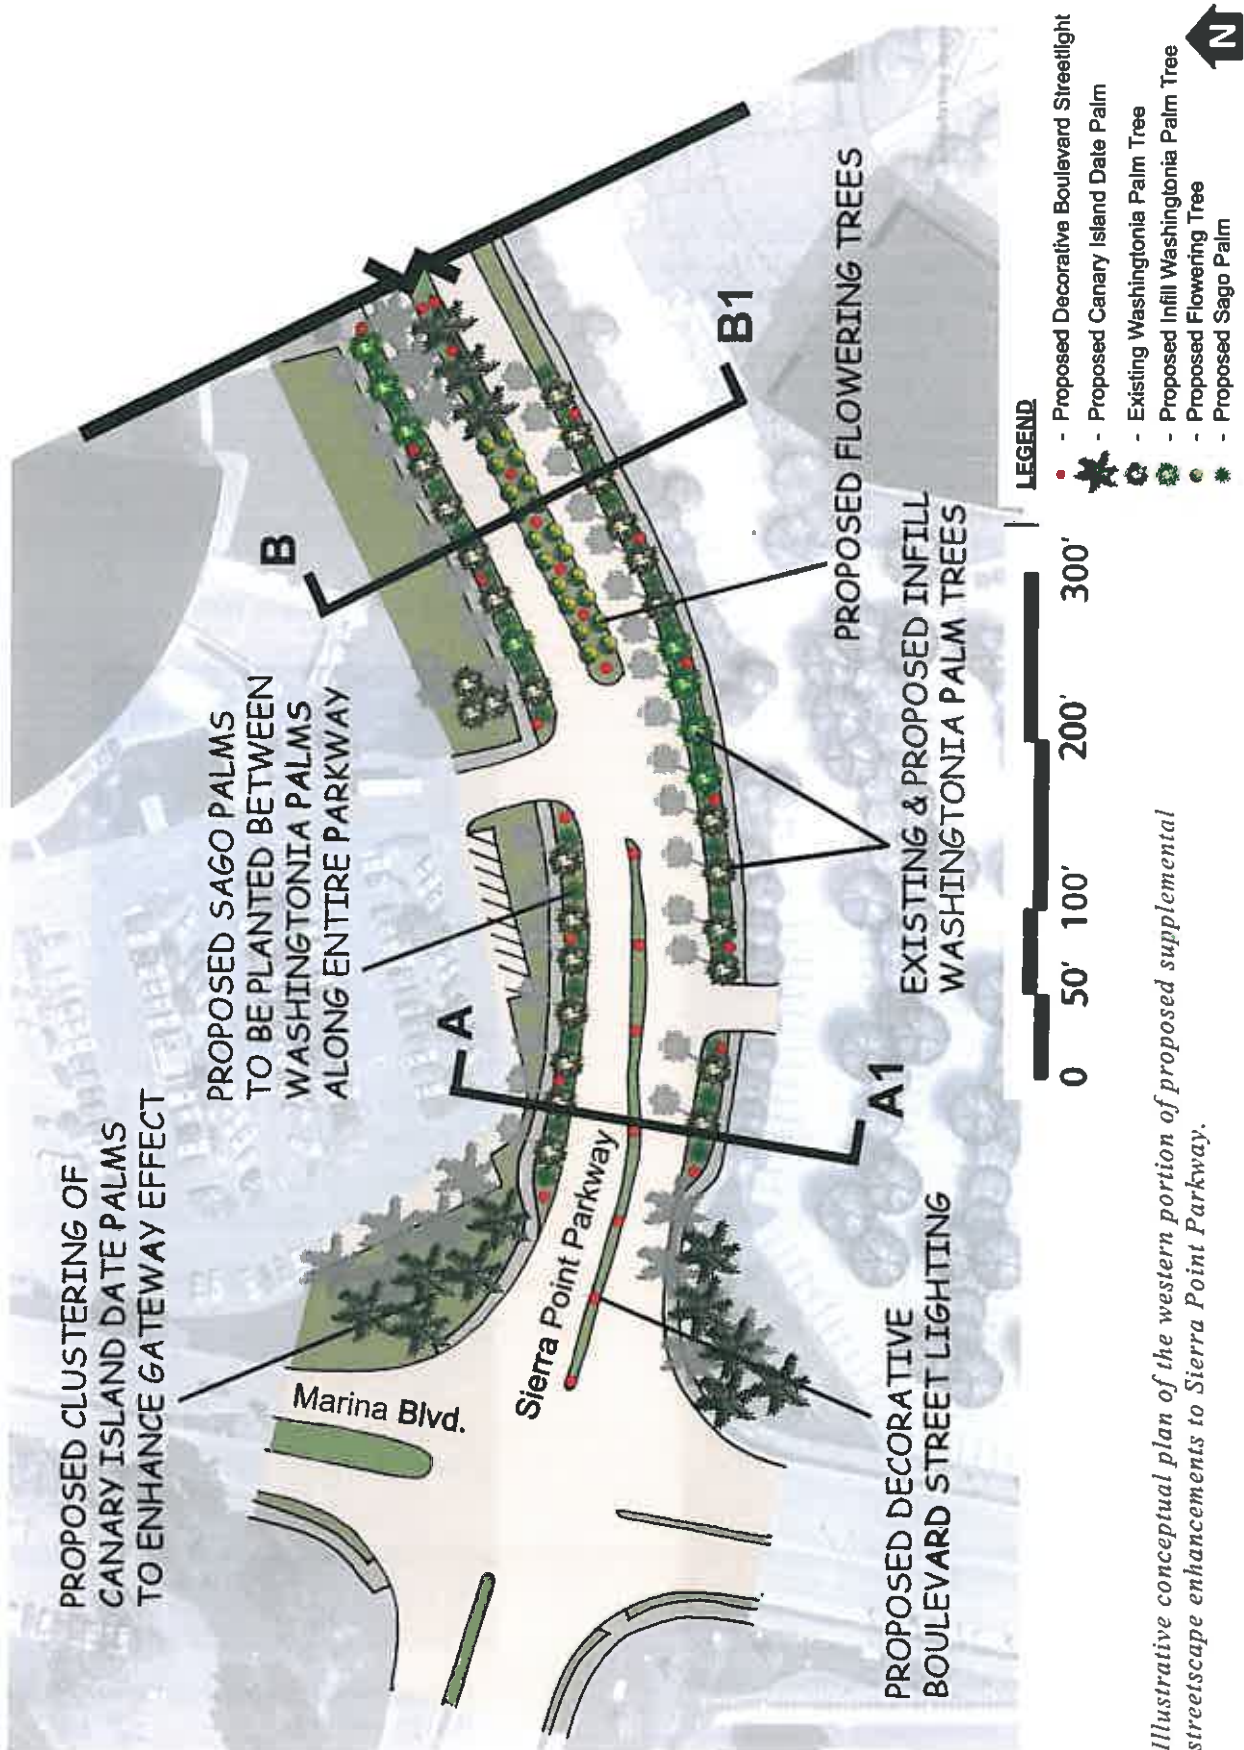 PROPOSED CLUSTERING OF
CANARY ISLAND DATE PALMS
TO ENHANCE GATEWAY EFFECT
PROPOSED SAGO PALMS
TO BE PLANTED BETWEEN
WASHINGTONIA PALMS
ALONG ENTIRE PARKWAY
B
A
Marina Blvd.
Sierra Point Parkway
B1
A1
PROPOSED FLOWERING TREES
EXISTING & PROPOSED INFILL
WASHINGTONIA PALM TREES
PROPOSED DECORATIVE
BOULEVARD STREET LIGHTING
0 50' 100' 200' 300'
LEGEND
- Proposed Decorative Boulevard Streetlight
- Proposed Canary Island Date Palm
- Existing Washingtonia Palm Tree
- Proposed Infill Washingtonia Palm Tree
- Proposed Flowering Tree
- Proposed Sago Palm
N
Illustrative conceptual plan of the western portion of proposed supplemental
streetscape enhancements to Sierra Point Parkway.